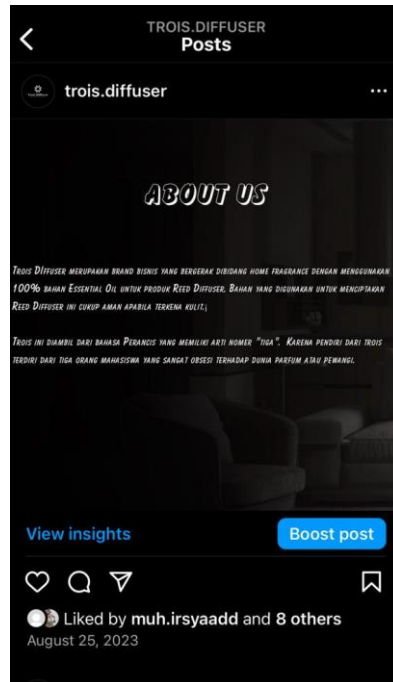 TROIS.DIFFUSER
Posts
trois.diffuser
ABOUT US
TROIS DIFFUSER MERUPAKAN BRAND BISNIS YANG BERGERAK DIBIDANG HOME FRAGRANCE DENGAN MENGGUNAKAN
100% BAHAN ESSENTIAL OIL UNTUK PRODUK REED DIFFUSER. BAHAN YANG DIGUNAKAN UNTUK MENCIPTAKAN
REED DIFFUSER INI CUKUP AMAN APABILA TERKENA KULIT.;
TROIS INI DIAMBIL DARI BAHASA PERANCIS YANG MEMILIKI ARTI NOMER "TIGA". KARENA PENDIRI DARI TROIS
TERDIRI DARI TIGA ORANG MAHASISWA YANG SANGAT OBSESI TERHADAP DUNIA PARFUM ATAU PEWANGI.
View insights
Boost post
Liked by muh.irsyaadd and 8 others
August 25, 2023